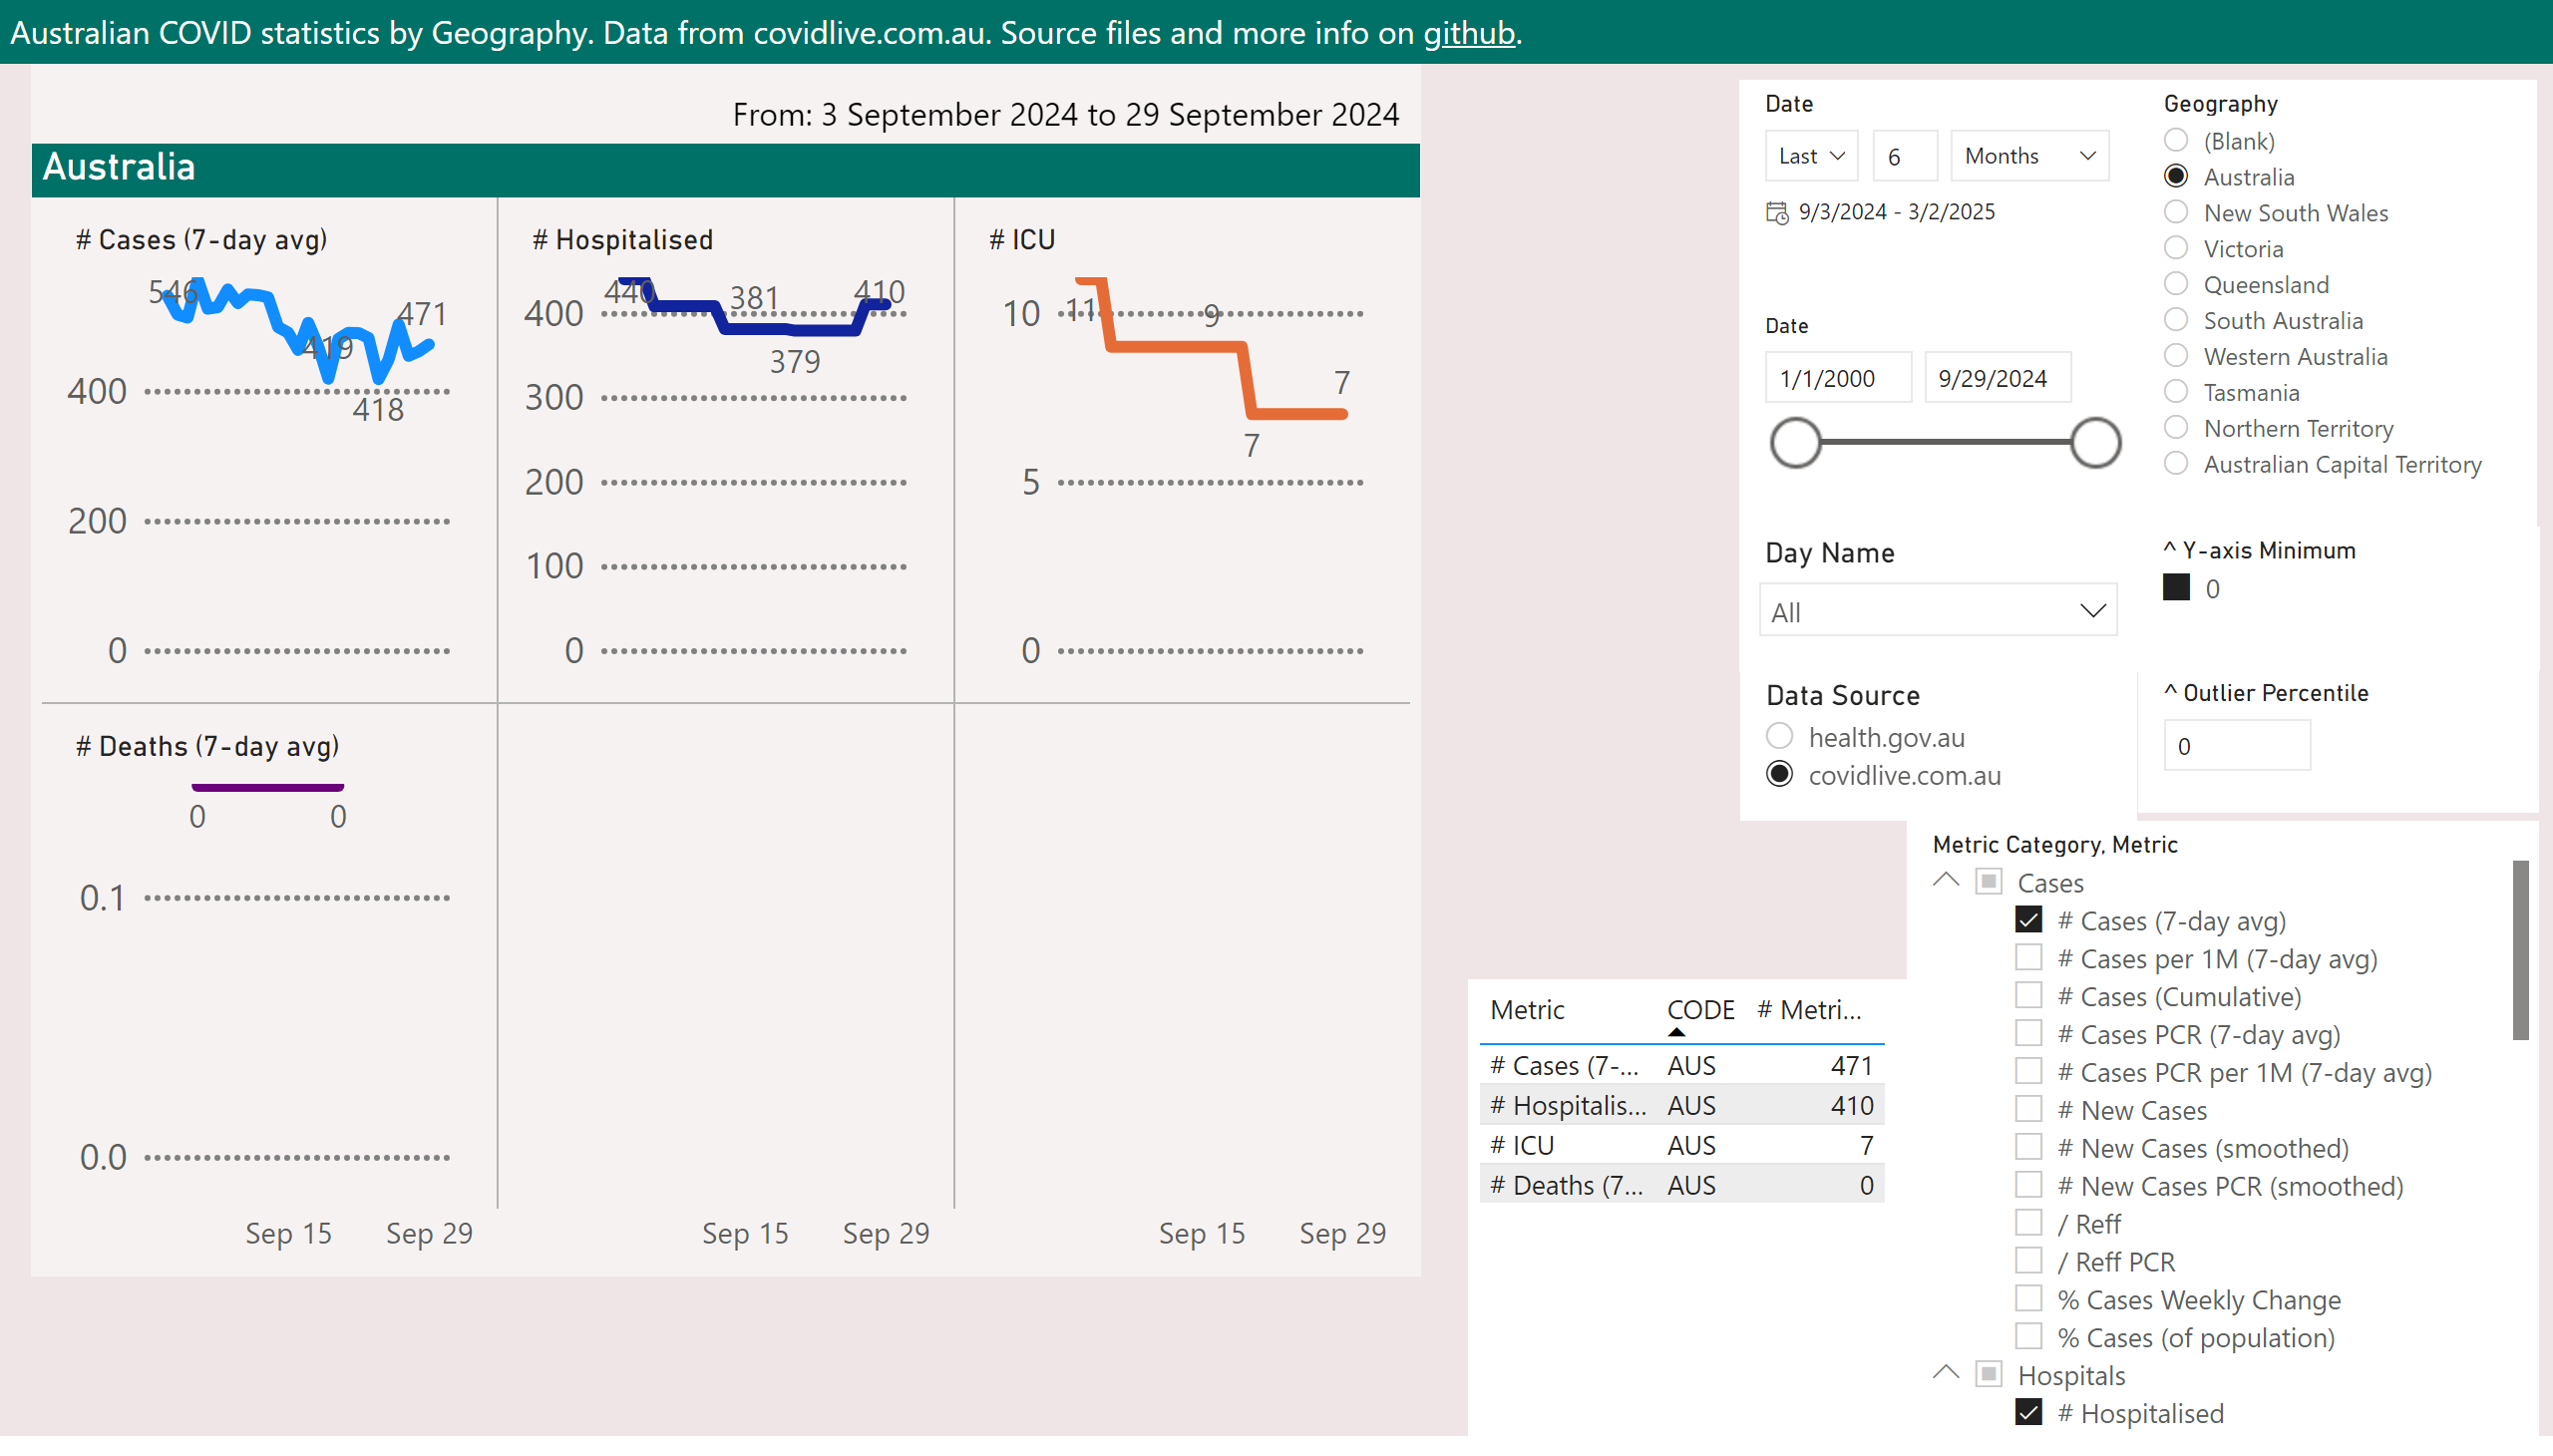 Australian COVID statistics by Geography. Data from covidlive.com.au. Source files and more info on github.
From: 3 September 2024 to 29 September 2024
Australia
# Cases (7-day avg)
546
471
419
418
400
200
0
# Hospitalised
440
381
410
379
400
300
200
100
0
# ICU
11
9
7
7
10
5
0
# Deaths (7-day avg)
0
0
0.1
0.0
Sep 15
Sep 29
Sep 15
Sep 29
Sep 15
Sep 29
Date
Last
6
Months
9/3/2024 - 3/2/2025
Date
1/1/2000
9/29/2024
Geography
(Blank)
Australia
New South Wales
Victoria
Queensland
South Australia
Western Australia
Tasmania
Northern Territory
Australian Capital Territory
Day Name
All
^ Y-axis Minimum
0
Data Source
health.gov.au
covidlive.com.au
^ Outlier Percentile
0
Metric CODE # Metri...
# Cases (7-... AUS 471
# Hospitalis... AUS 410
# ICU AUS 7
# Deaths (7... AUS 0
Metric Category, Metric
Cases
# Cases (7-day avg)
# Cases per 1M (7-day avg)
# Cases (Cumulative)
# Cases PCR (7-day avg)
# Cases PCR per 1M (7-day avg)
# New Cases
# New Cases (smoothed)
# New Cases PCR (smoothed)
/ Reff
/ Reff PCR
% Cases Weekly Change
% Cases (of population)
Hospitals
# Hospitalised